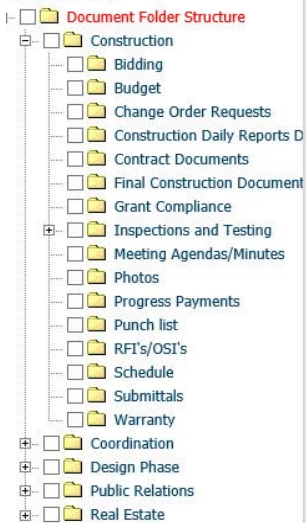 Document Folder Structure
Construction
Bidding
Budget
Change Order Requests
Construction Daily Reports D
Contract Documents
Final Construction Document
Grant Compliance
Inspections and Testing
Meeting Agendas/Minutes
Photos
Progress Payments
Punch list
RFI's/OSI's
Schedule
Submittals
Warranty
Coordination
Design Phase
Public Relations
Real Estate